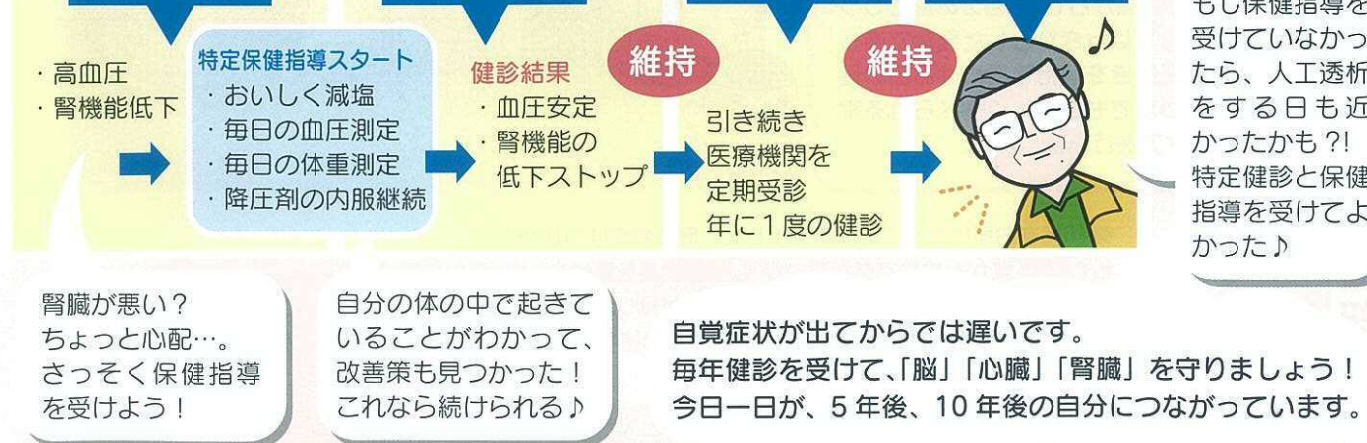 ・高血圧
・腎機能低下
特定保健指導スタート
・おいしく減塩
・毎日の血圧測定
・毎日の体重測定
・降圧剤の内服継続
健診結果
・血圧安定
・腎機能の
低下ストップ
維持
引き続き
医療機関を
定期受診
年に1度の健診
維持
♪
もし保健指導を
受けていなかっ
たら、人工透析
をする日も近
かったかも?!
特定健診と保健
指導を受けてよ
かった♪
腎臓が悪い?
ちょっと心配…。
さっそく保健指導
を受けよう!
自分の体の中で起きて
いることがわかって、
改善策も見つかった!
これなら続けられる♪
自覚症状が出てからでは遅いです。
毎年健診を受けて、「脳」「心臓」「腎臓」を守りましょう!
今日一日が、5年後、10年後の自分につながっています。